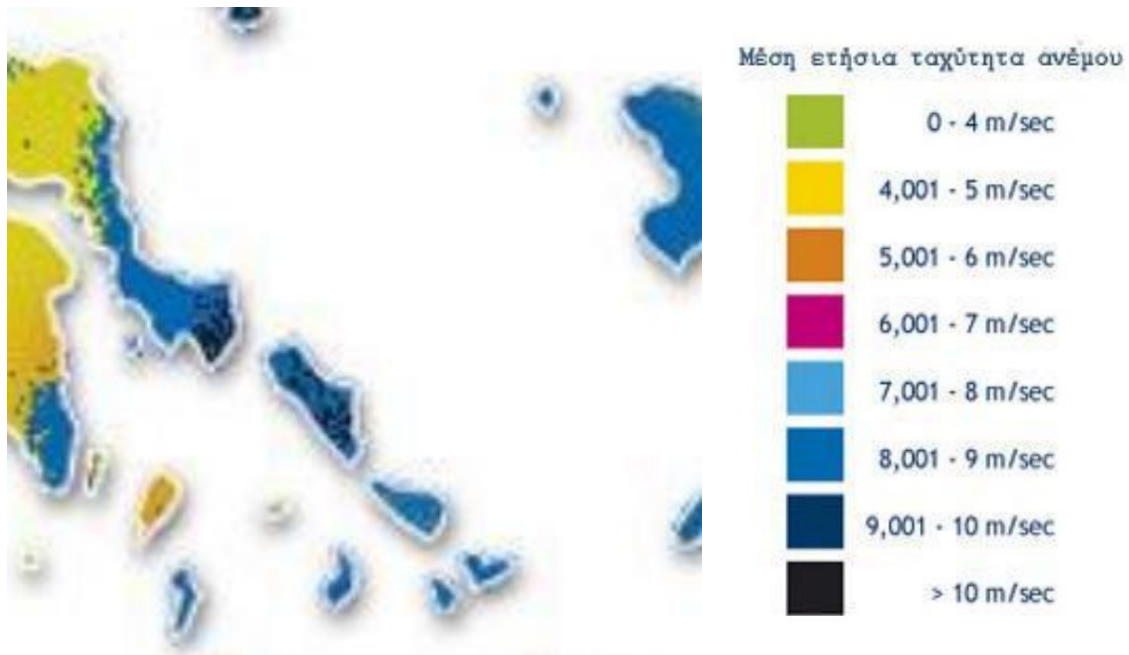 Μέση ετήσια ταχύτητα ανέμου
0 - 4 m/sec
4,001 - 5 m/sec
5,001 - 6 m/sec
6,001 - 7 m/sec
7,001 - 8 m/sec
8,001 - 9 m/sec
9,001 - 10 m/sec
> 10 m/sec